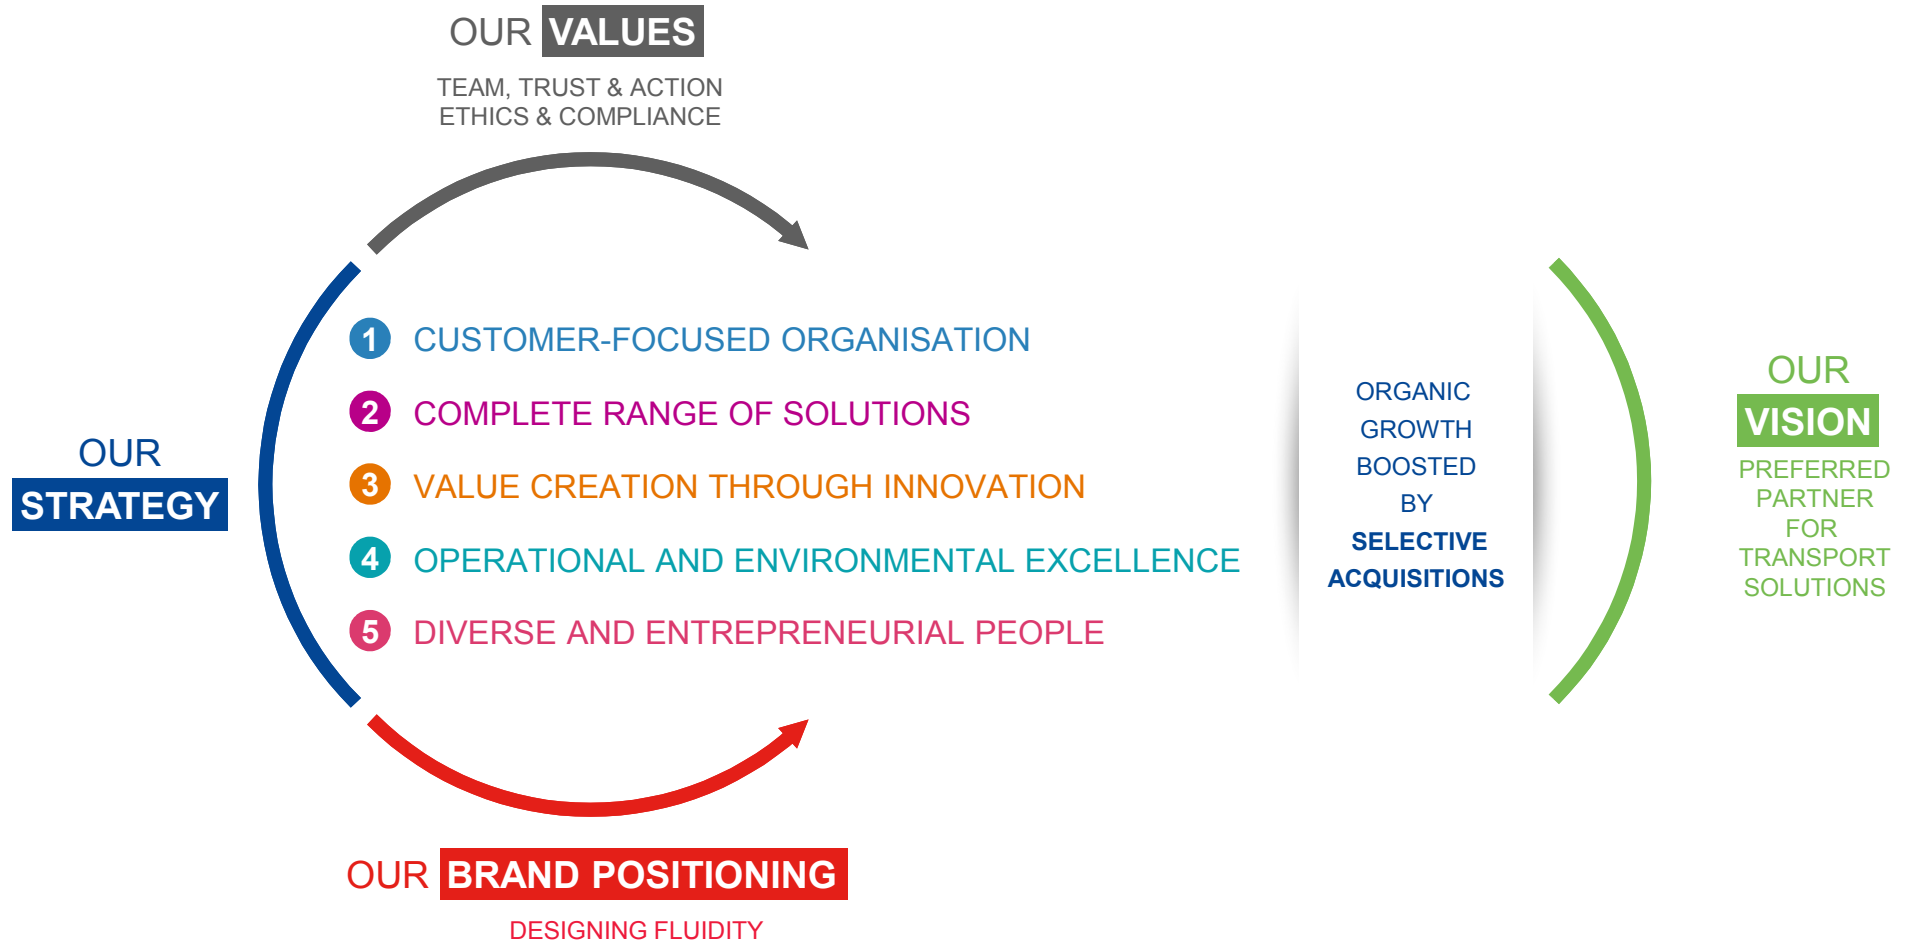 OUR VALUES
TEAM, TRUST & ACTION
ETHICS & COMPLIANCE
OUR
STRATEGY
1 CUSTOMER-FOCUSED ORGANISATION
2 COMPLETE RANGE OF SOLUTIONS
3 VALUE CREATION THROUGH INNOVATION
4 OPERATIONAL AND ENVIRONMENTAL EXCELLENCE
5 DIVERSE AND ENTREPRENEURIAL PEOPLE
ORGANIC
GROWTH
BOOSTED
BY
SELECTIVE
ACQUISITIONS
OUR
VISION
PREFERRED
PARTNER
FOR
TRANSPORT
SOLUTIONS
OUR BRAND POSITIONING
DESIGNING FLUIDITY